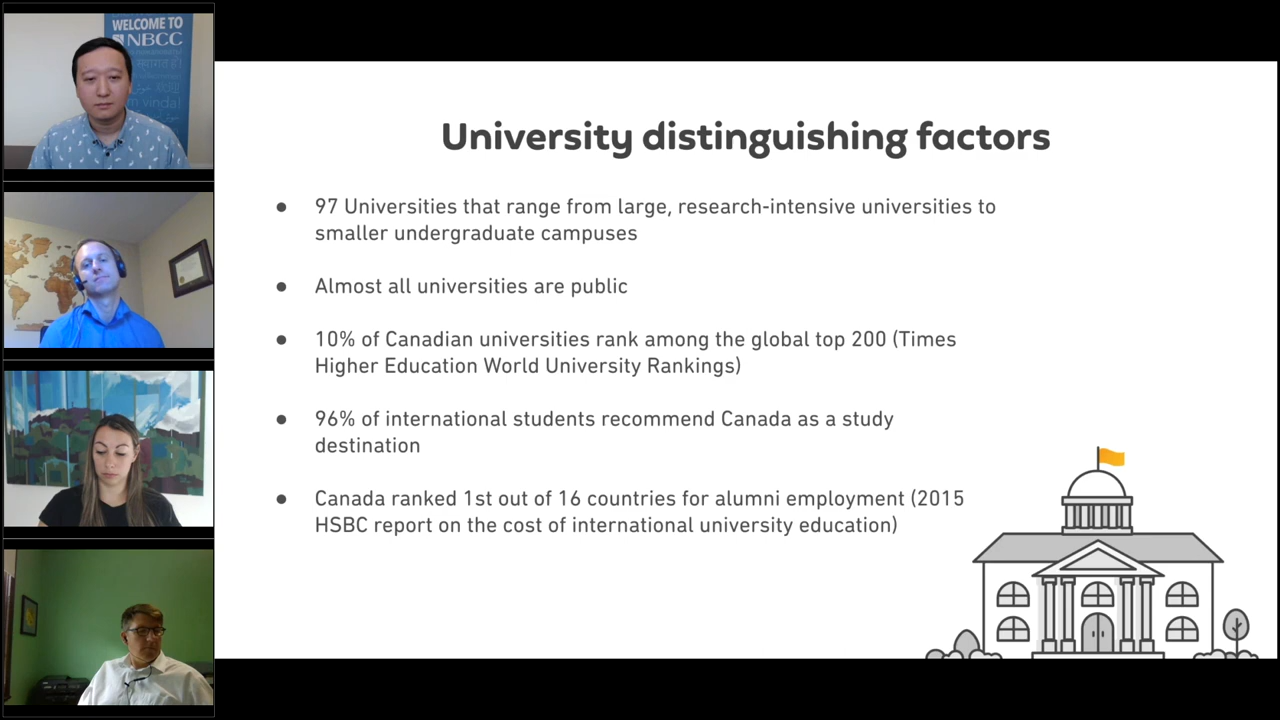 WELCOME TO
NBCC
m vinda!
University distinguishing factors
● 97 Universities that range from large, research-intensive universities to
smaller undergraduate campuses
● Almost all universities are public
● 10% of Canadian universities rank among the global top 200 (Times
Higher Education World University Rankings)
● 96% of international students recommend Canada as a study
destination
● Canada ranked 1st out of 16 countries for alumni employment (2015
HSBC report on the cost of international university education)